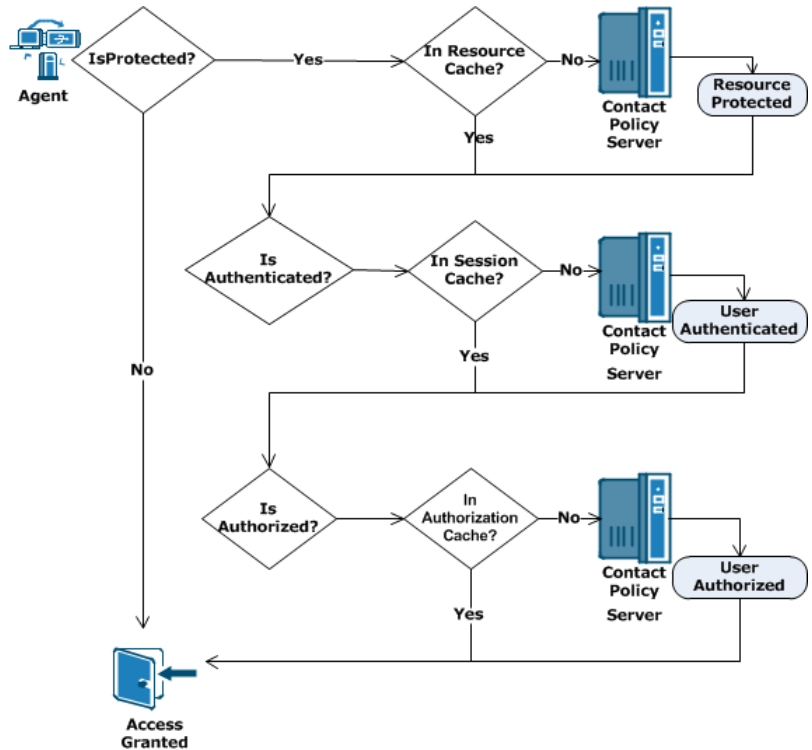 Agent
IsProtected?
Yes
In Resource
Cache?
No
Contact
Policy
Server
Resource
Protected
Yes
Is
Authenticated?
In Session
Cache?
No
Contact
Policy
Server
User
Authenticated
Yes
No
Is
Authorized?
In
Authorization
Cache?
No
Contact
Policy
Server
User
Authorized
Yes
Access
Granted